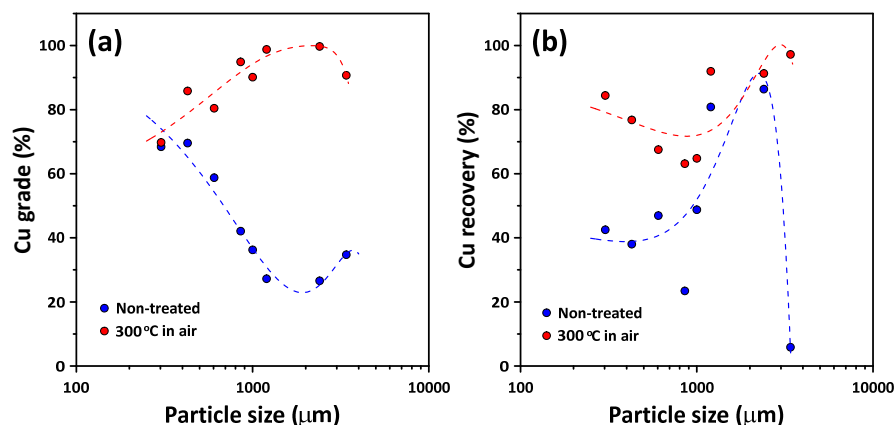 (a)
Cu grade (%)
100
80
60
40
20
0
Non-treated
300 °C in air
100
1000
10000
Particle size (μm)
(b)
Cu recovery (%)
100
80
60
40
20
0
Non-treated
300 °C in air
100
1000
10000
Particle size (μm)